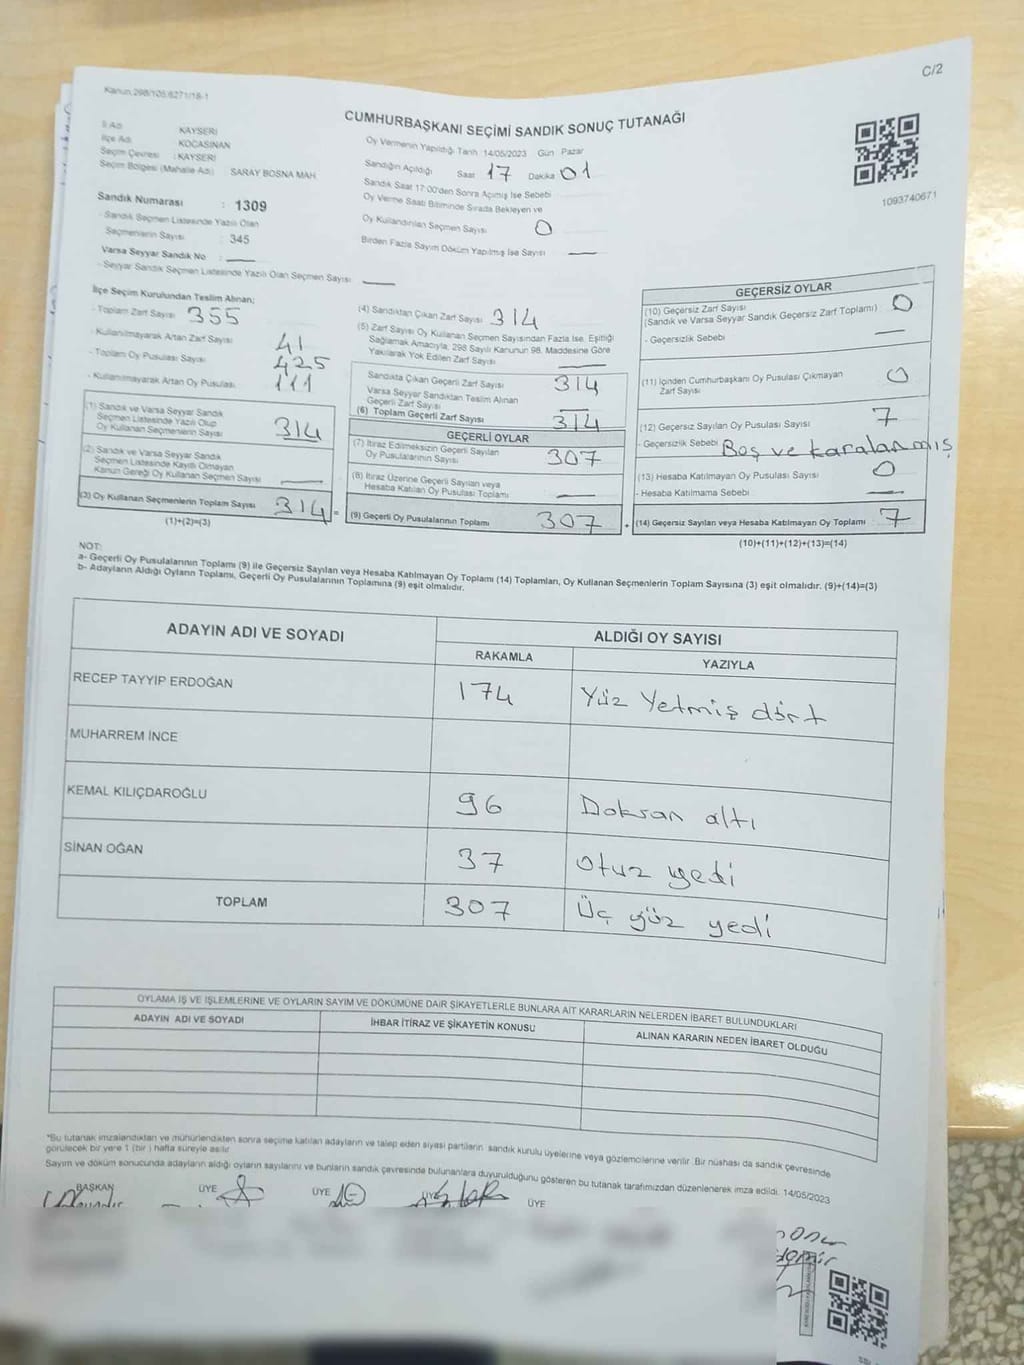 C/2
Kanun 298/105.6271/18-1
CUMHURBAŞKANI SEÇİMİ SANDIK SONUÇ TUTANAĞI
1093740671
İl Adı KAYSERİ
İlçe Adı KOCASİNAN
Seçim Çevresi : KAYSERİ
Seçim Bölgesi (Mahalle Adı) SARAY BOSNA MAH.
Sandık Numarası : 1309
- Sandık Seçmen Listesinde Yazılı Olan
Seçmenlerin Sayısı : 345
Varsa Seyyar Sandık No :
- Seyyar Sandık Seçmen Listesinde Yazılı Olan Seçmen Sayısı
Oy Vermenin Yapıldığı Tarih 14/05/2023 Gün Pazar
Sandığın Açıldığı Saat 17 Dakika 01
Sandık Saat 17:00'den Sonra Açılmış İse Sebebi
Oy Verme Saati Bitiminde Sırada Bekleyen ve
Oy Kullandırılan Seçmen Sayısı 0
Birden Fazla Sayım Döküm Yapılmış İse Sayısı —
İlçe Seçim Kurulundan Teslim Alınan;
- Toplam Zarf Sayısı 355
- Kullanılmayarak Artan Zarf Sayısı 41
- Toplam Oy Pusulası Sayısı 425
- Kullanılmayarak Artan Oy Pusulası 111
(1) Sandık ve Varsa Seyyar Sandık
Seçmen Listesinde Yazılı Olup
Oy Kullanan Seçmenlerin Sayısı 314
(2) Sandık ve Varsa Seyyar Sandık
Seçmen Listesinde Kayıtlı Olmayan
Kanun Gereği Oy Kullanan Seçmen Sayısı —
(3) Oy Kullanan Seçmenlerin Toplam Sayısı 314 =
(1)+(2)=(3)
(4) Sandıktan Çıkan Zarf Sayısı 314
(5) Zarf Sayısı Oy Kullanan Seçmen Sayısından Fazla İse, Eşitliği
Sağlamak Amacıyla; 298 Sayılı Kanunun 98. Maddesine Göre
Yakılarak Yok Edilen Zarf Sayısı —
Sandıkta Çıkan Geçerli Zarf Sayısı 314
Varsa Seyyar Sandıktan Teslim Alınan
Geçerli Zarf Sayısı —
(6) Toplam Geçerli Zarf Sayısı 314
GEÇERLİ OYLAR
(7) İtiraz Edilmeksizin Geçerli Sayılan
Oy Pusulalarının Sayısı 307
(8) İtiraz Üzerine Geçerli Sayılan veya
Hesaba Katılan Oy Pusulası Toplamı —
(9) Geçerli Oy Pusulalarının Toplamı 307 +
GEÇERSİZ OYLAR
(10) Geçersiz Zarf Sayısı 0
(Sandık ve Varsa Seyyar Sandık Geçersiz Zarf Toplamı)
- Geçersizlik Sebebi —
(11) İçinden Cumhurbaşkanı Oy Pusulası Çıkmayan
Zarf Sayısı 0
(12) Geçersiz Sayılan Oy Pusulası Sayısı 7
- Geçersizlik Sebebi Boş ve karalanmış
(13) Hesaba Katılmayan Oy Pusulası Sayısı 0
- Hesaba Katılmama Sebebi —
(14) Geçersiz Sayılan veya Hesaba Katılmayan Oy Toplamı 7
(10)+(11)+(12)+(13)=(14)
NOT:
a- Geçerli Oy Pusulalarının Toplamı (9) ile Geçersiz Sayılan veya Hesaba Katılmayan Oy Toplamı (14) Toplamları, Oy Kullanan Seçmenlerin Toplam Sayısına (3) eşit olmalıdır. (9)+(14)=(3)
b- Adayların Aldığı Oyların Toplamı, Geçerli Oy Pusulalarının Toplamına (9) eşit olmalıdır.
ADAYIN ADI VE SOYADI ALDIĞI OY SAYISI
RAKAMLA YAZIYLA
RECEP TAYYİP ERDOĞAN 174 Yüz Yetmiş dört
MUHARREM İNCE
KEMAL KILIÇDAROĞLU 96 Doksan altı
SİNAN OĞAN 37 Otuz yedi
TOPLAM 307 Üç yüz yedi
OYLAMA İŞ VE İŞLEMLERİNE VE OYLARIN SAYIM VE DÖKÜMÜNE DAİR ŞİKAYETLERLE BUNLARA AİT KARARLARIN NELERDEN İBARET BULUNDUKLARI
ADAYIN ADI VE SOYADI İHBAR İTİRAZ VE ŞİKAYETİN KONUSU ALINAN KARARIN NEDEN İBARET OLDUĞU
*Bu tutanak imzalandıktan ve mühürlendikten sonra seçime katılan adayların ve talep eden siyasi partilerin sandık kurulu üyelerine veya gözlemcilerine verilir. Bir nüshası da sandık çevresinde
görülecek bir yere 1 (bir) hafta süreyle asılır.
Sayım ve döküm sonucunda adayların aldığı oyların sayılarını ve bunların sandık çevresinde bulunanlara duyurulduğunu gösteren bu tutanak tarafımızdan düzenlenerek imza edildi. 14/05/2023
BAŞKAN ÜYE ÜYE ÜYE ÜYE